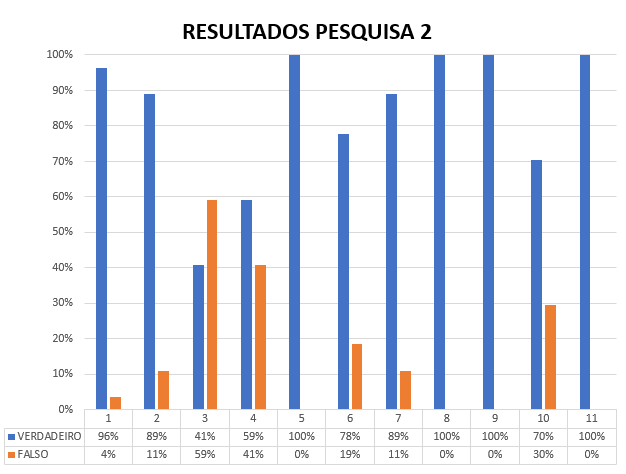 RESULTADOS PESQUISA 2
100%
90%
80%
70%
60%
50%
40%
30%
20%
10%
0%
1 2 3 4 5 6 7 8 9 10 11
VERDADEIRO 96% 89% 41% 59% 100% 78% 89% 100% 100% 70% 100%
FALSO 4% 11% 59% 41% 0% 19% 11% 0% 0% 30% 0%